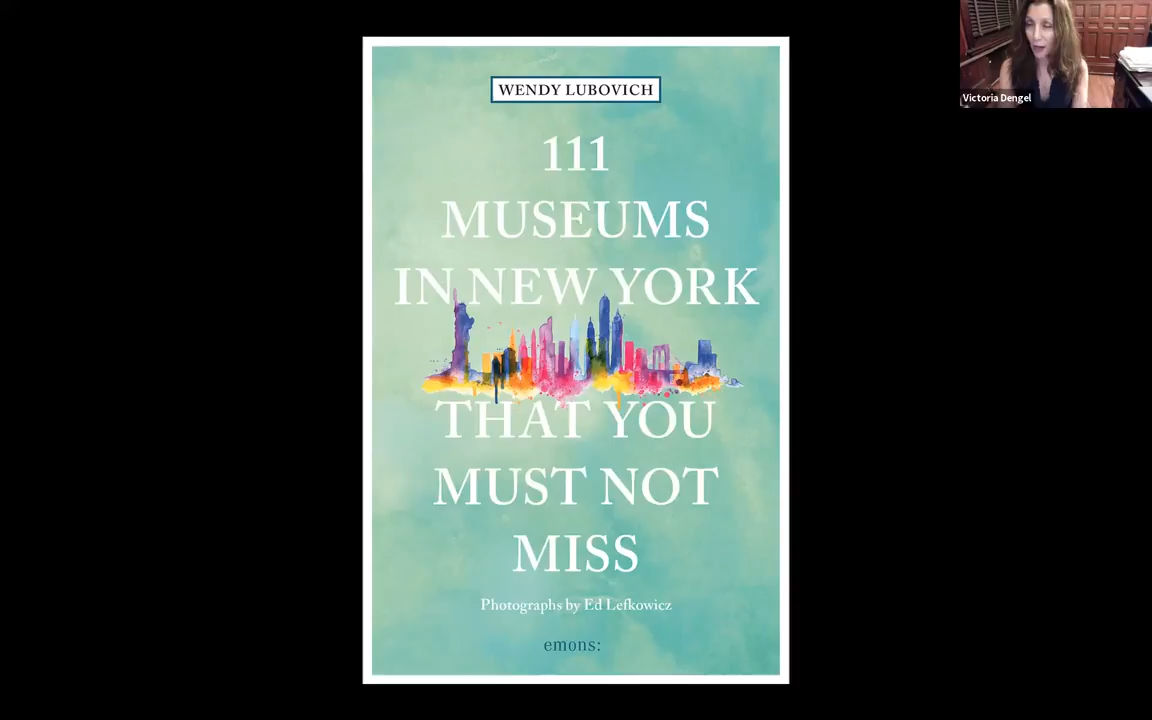 WENDY LUBOVICH
111
MUSEUMS
IN NEW YORK
THAT YOU
MUST NOT
MISS
Photographs by Ed Lefkowicz
emons:
Victoria Dengel